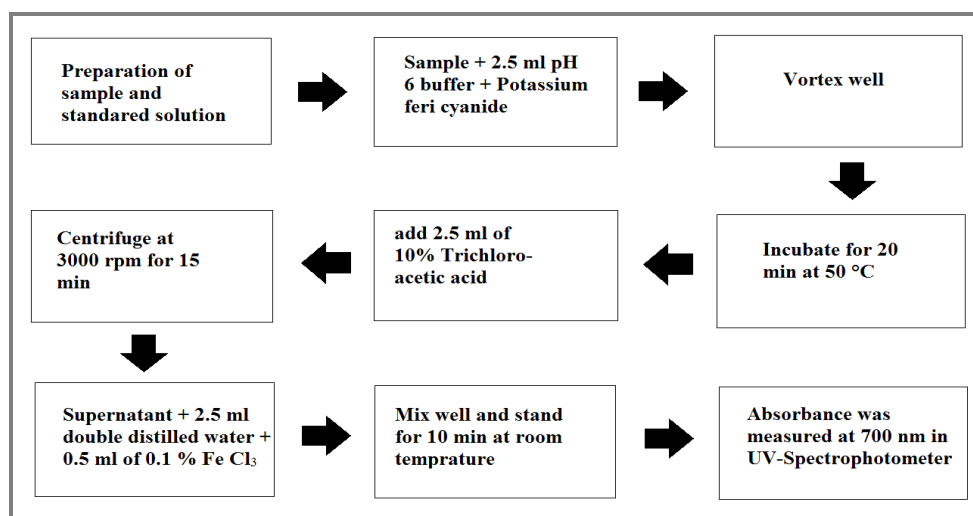 Preparation of
sample and
standared solution
Sample + 2.5 ml pH
6 buffer + Potassium
feri cyanide
Vortex well
Incubate for 20
min at 50 °C
add 2.5 ml of
10% Trichloro-
acetic acid
Centrifuge at
3000 rpm for 15
min
Supernatant + 2.5 ml
double distilled water +
0.5 ml of 0.1 % Fe Cl₃
Mix well and stand
for 10 min at room
temprature
Absorbance was
measured at 700 nm in
UV-Spectrophotometer